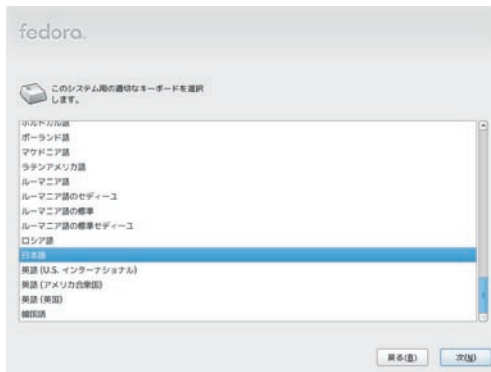 fedora.
このシステム用の適切なキーボードを選択
します。
ポルトガル語
ポーランド語
マケドニア語
ラテンアメリカ語
ルーマニア語
ルーマニア語のセディーユ
ルーマニア語の標準
ルーマニア語の標準セディーユ
ロシア語
日本語
英語 (U.S. インターナショナル)
英語 (アメリカ合衆国)
英語 (英国)
韓国語
戻る(B)
次(N)